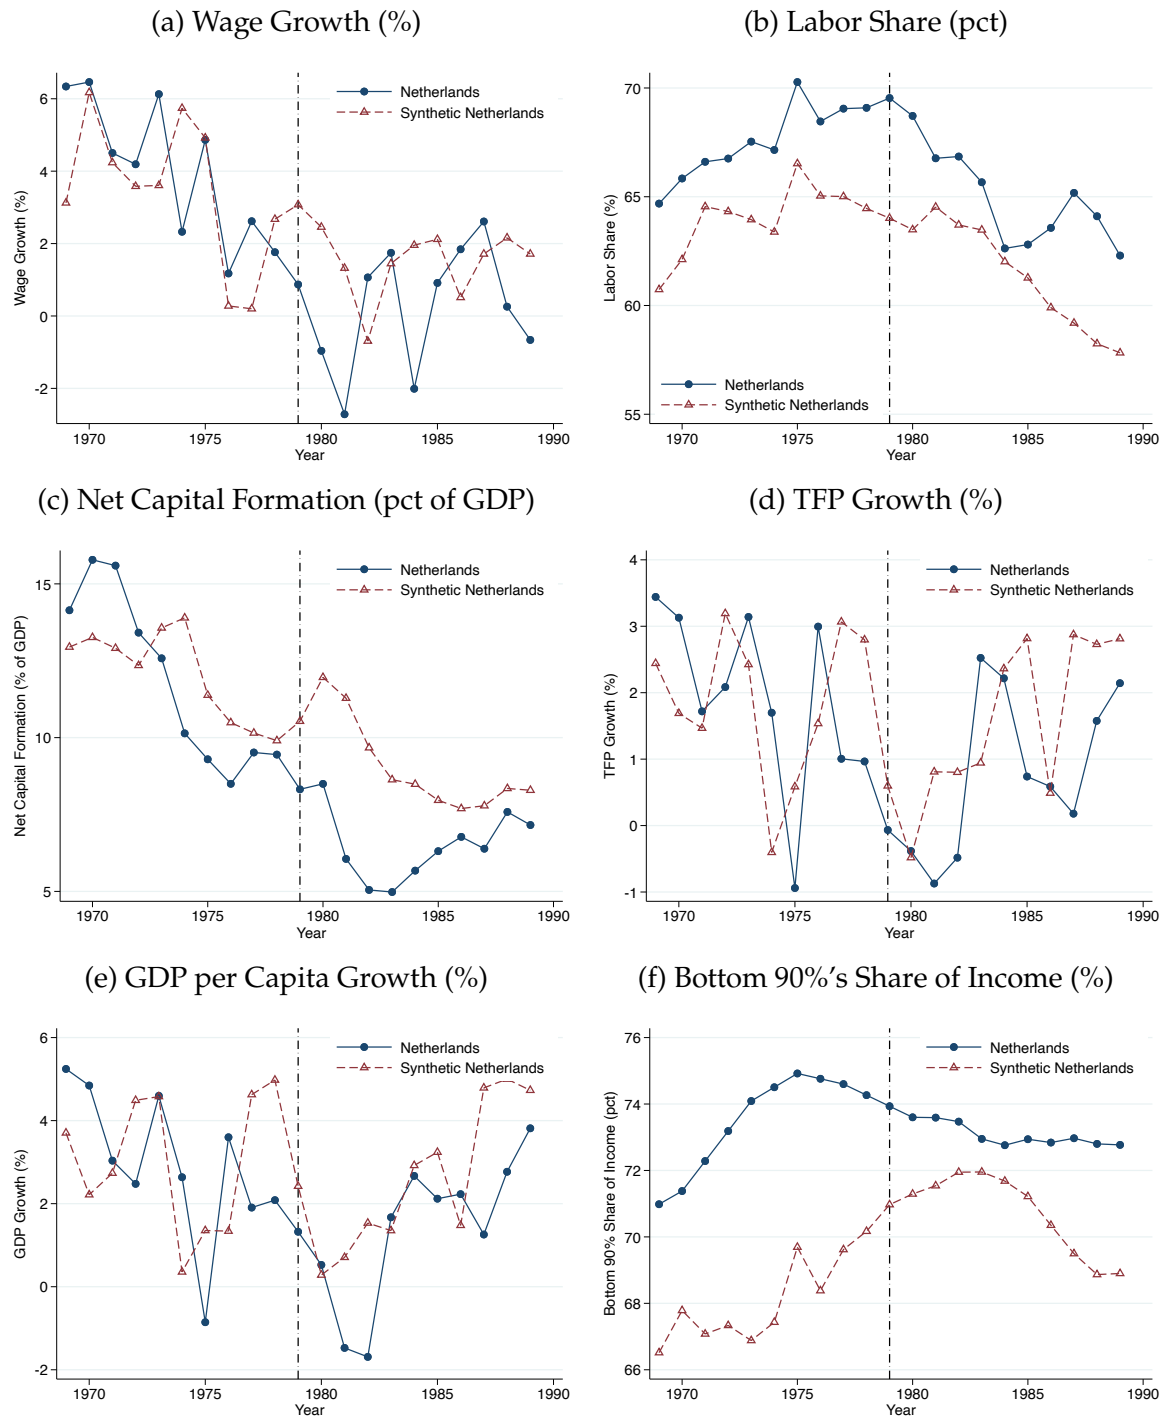 (a) Wage Growth (%)
Wage Growth (%)
6
4
2
0
-2
1970 1975 1980 1985 1990
Year
Netherlands
Synthetic Netherlands
(b) Labor Share (pct)
Labor Share (%)
70
65
60
55
1970 1975 1980 1985 1990
Year
Netherlands
Synthetic Netherlands
(c) Net Capital Formation (pct of GDP)
Net Capital Formation (% of GDP)
15
10
5
1970 1975 1980 1985 1990
Year
Netherlands
Synthetic Netherlands
(d) TFP Growth (%)
TFP Growth (%)
4
3
2
1
0
-1
1970 1975 1980 1985 1990
Year
Netherlands
Synthetic Netherlands
(e) GDP per Capita Growth (%)
GDP Growth (%)
6
4
2
0
-2
1970 1975 1980 1985 1990
Year
Netherlands
Synthetic Netherlands
(f) Bottom 90%’s Share of Income (%)
Bottom 90% Share of Income (pct)
76
74
72
70
68
66
1970 1975 1980 1985 1990
Year
Netherlands
Synthetic Netherlands